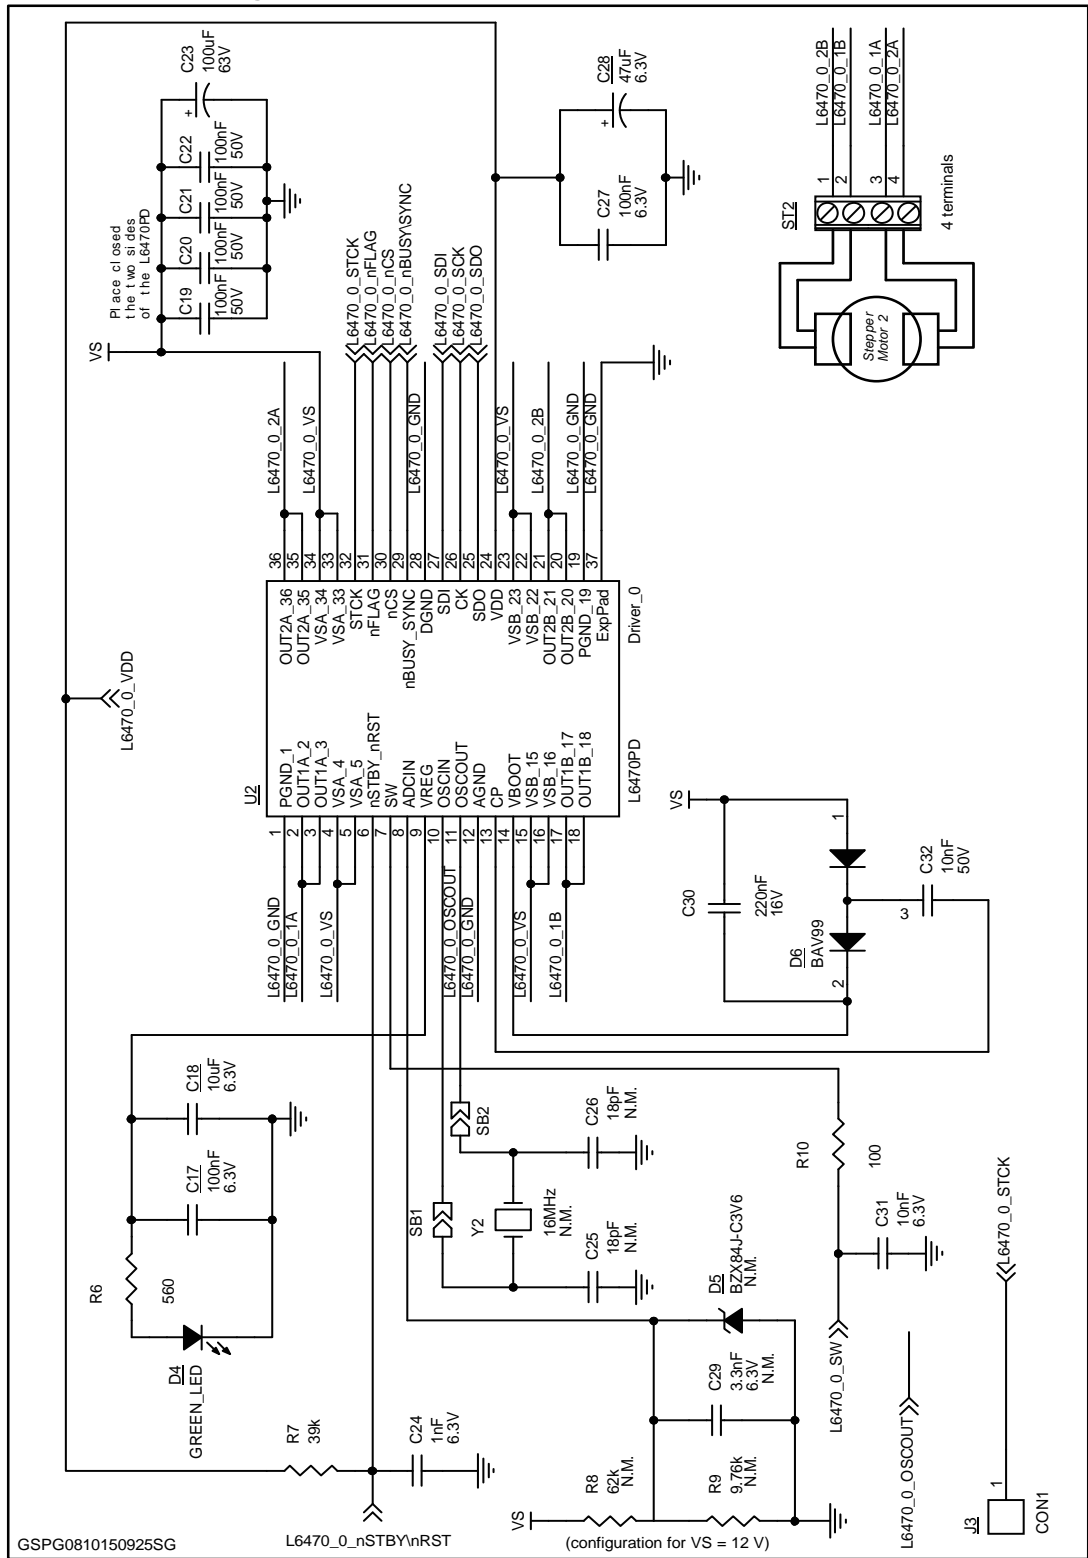 Place closed
the two sides
of the L6470PD
VS
C19
100nF
50V
C20
100nF
50V
C21
100nF
50V
C22
100nF
50V
+
C23
100uF
63V
C27
100nF
6.3V
+
C28
47uF
6.3V
L6470_0_2B
L6470_0_1B
L6470_0_1A
L6470_0_2A
1
2
3
4
ST2
4 terminals
Stepper
Motor 2
L6470_0_VDD
L6470_0_2A
L6470_0_VS
L6470_0_STCK
L6470_0_nFLAG
L6470_0_nCS
L6470_0_nBUSY\SYNC
L6470_0_GND
L6470_0_SDI
L6470_0_SCK
L6470_0_SDO
L6470_0_VS
L6470_0_2B
L6470_0_GND
L6470_0_GND
36
35
34
33
32
31
30
29
28
27
26
25
24
23
22
21
20
19
37
OUT2A_36
OUT2A_35
VSA_34
VSA_33
STCK
nFLAG
nCS
nBUSY_SYNC
DGND
SDI
CK
SDO
VDD
VSB_23
VSB_22
OUT2B_21
OUT2B_20
PGND_19
ExpPad
Driver_0
U2
PGND_1
OUT1A_2
OUT1A_3
VSA_4
VSA_5
nSTBY_nRST
SW
ADCIN
VREG
OSCIN
OSCOUT
AGND
CP
VBOOT
VSB_15
VSB_16
OUT1B_17
OUT1B_18
L6470PD
1
2
3
4
5
6
7
8
9
10
11
12
13
14
15
16
17
18
L6470_0_GND
L6470_0_1A
L6470_0_VS
L6470_0_OSCOUT
L6470_0_GND
L6470_0_VS
L6470_0_1B
VS
C30
220nF
16V
1
3
2
D6
BAV99
C32
10nF
50V
C18
10uF
6.3V
C17
100nF
6.3V
R6
560
D4
GREEN_LED
SB2
SB1
Y2
16MHz
N.M.
C26
18pF
N.M.
C25
18pF
N.M.
R10
100
C31
10nF
6.3V
L6470_0_SW
D5
BZX84J-C3V6
N.M.
C29
3.3nF
6.3V
N.M.
R7
39k
C24
1nF
6.3V
L6470_0_nSTBY\nRST
VS
R8
62k
N.M.
R9
9.76k
N.M.
(configuration for VS = 12 V)
L6470_0_OSCOUT
L6470_0_STCK
1
J3
CON1
GSPG0810150925SG